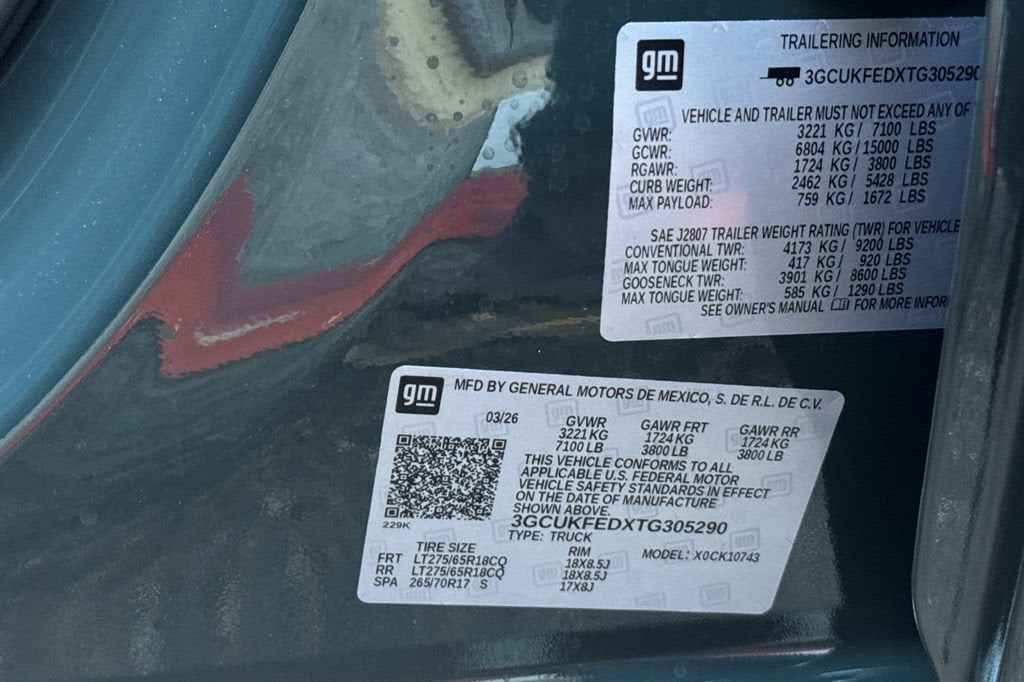 gm
TRAILERING INFORMATION
3GCUKFEDXTG305290
VEHICLE AND TRAILER MUST NOT EXCEED ANY OF
GVWR: 3221 KG / 7100 LBS
GCWR: 6804 KG / 15000 LBS
RGAWR: 1724 KG / 3800 LBS
CURB WEIGHT: 2462 KG / 5428 LBS
MAX PAYLOAD: 759 KG / 1672 LBS
SAE J2807 TRAILER WEIGHT RATING (TWR) FOR VEHICLE
CONVENTIONAL TWR: 4173 KG / 9200 LBS
MAX TONGUE WEIGHT: 417 KG / 920 LBS
GOOSENECK TWR: 3901 KG / 8600 LBS
MAX TONGUE WEIGHT: 585 KG / 1290 LBS
SEE OWNER'S MANUAL FOR MORE
gm
MFD BY GENERAL MOTORS DE MEXICO, S. DE R.L. DE C.V.
03/26 GVWR GAWR FRT GAWR RR
3221 KG 1724 KG 1724 KG
7100 LB 3800 LB 3800 LB
THIS VEHICLE CONFORMS TO ALL
APPLICABLE U.S. FEDERAL MOTOR
VEHICLE SAFETY STANDARDS IN EFFECT
ON THE DATE OF MANUFACTURE
SHOWN ABOVE.
229K
3GCUKFEDXTG305290
TYPE: TRUCK
TIRE SIZE RIM MODEL: X0CK10743
FRT LT275/65R18CQ 18X8.5J
RR LT275/65R18CQ 18X8.5J
SPA 265/70R17 S 17X8J